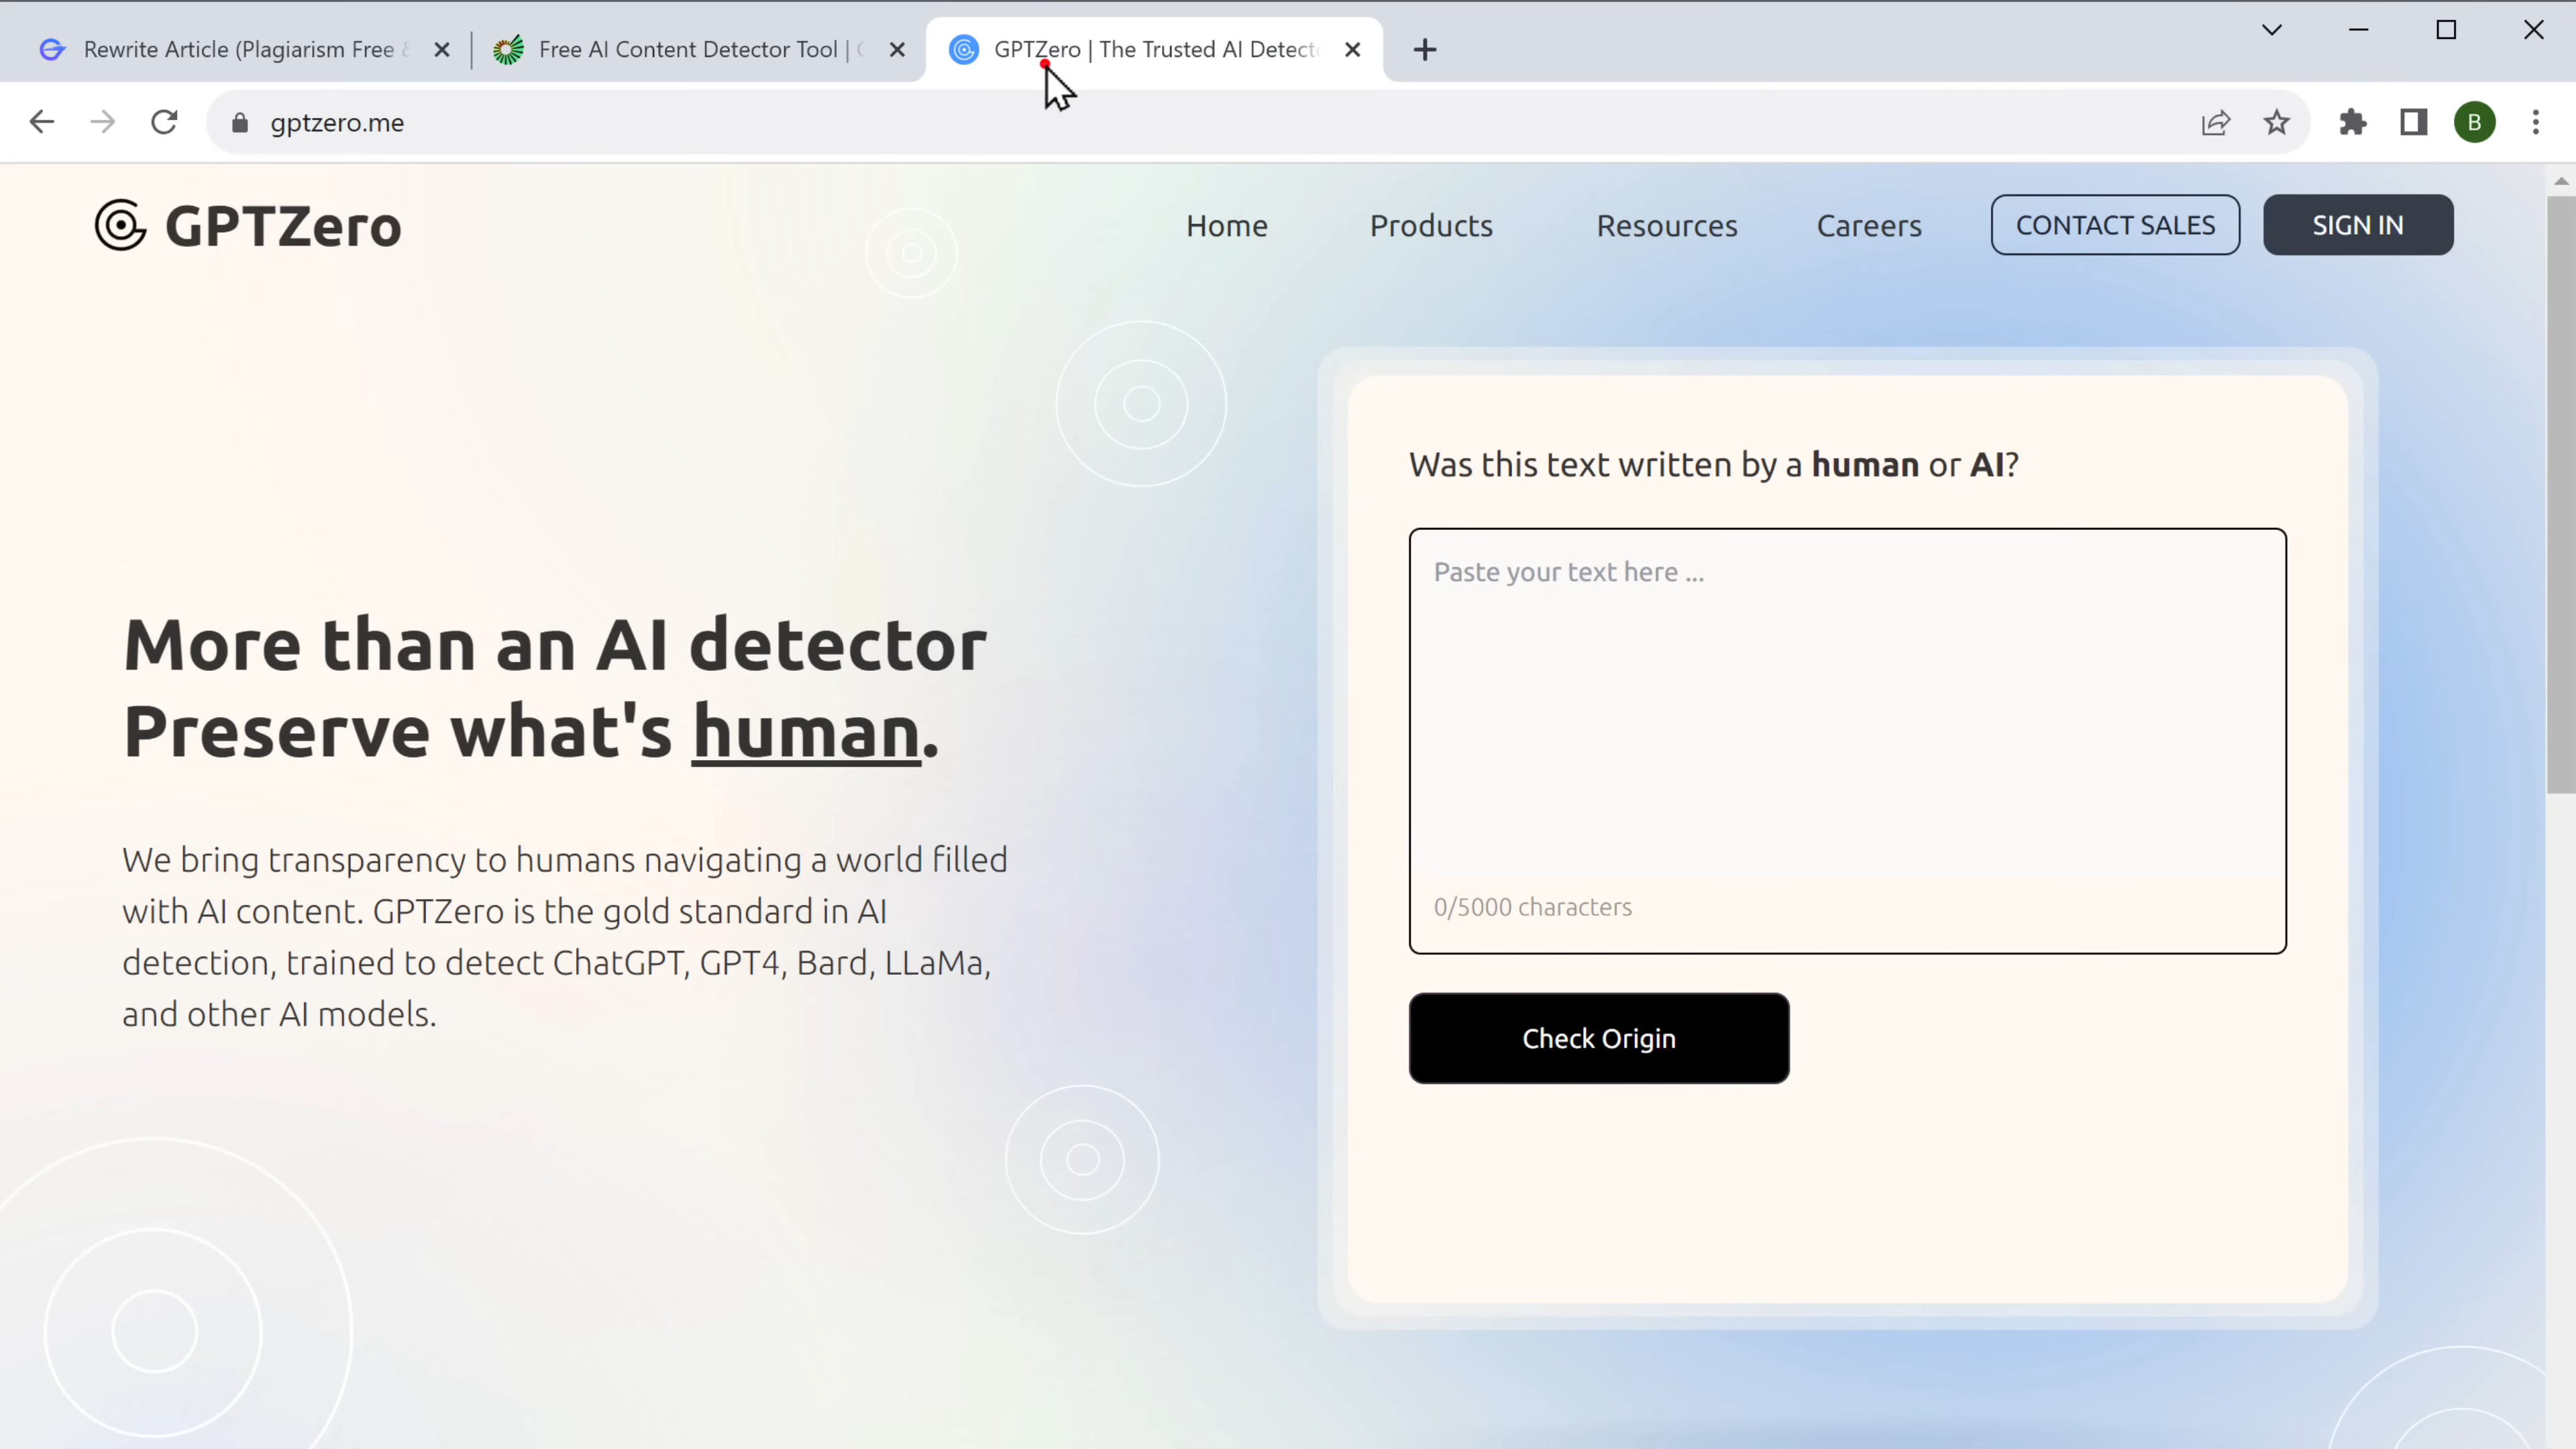 Rewrite Article (Plagiarism Free &
Free AI Content Detector Tool |
GPTZero | The Trusted AI Detect
gptzero.me
B
GPTZero
Home
Products
Resources
Careers
CONTACT SALES
SIGN IN
More than an AI detector
Preserve what's human.
We bring transparency to humans navigating a world filled
with AI content. GPTZero is the gold standard in AI
detection, trained to detect ChatGPT, GPT4, Bard, LLaMa,
and other AI models.
Was this text written by a human or AI?
Paste your text here ...
0/5000 characters
Check Origin